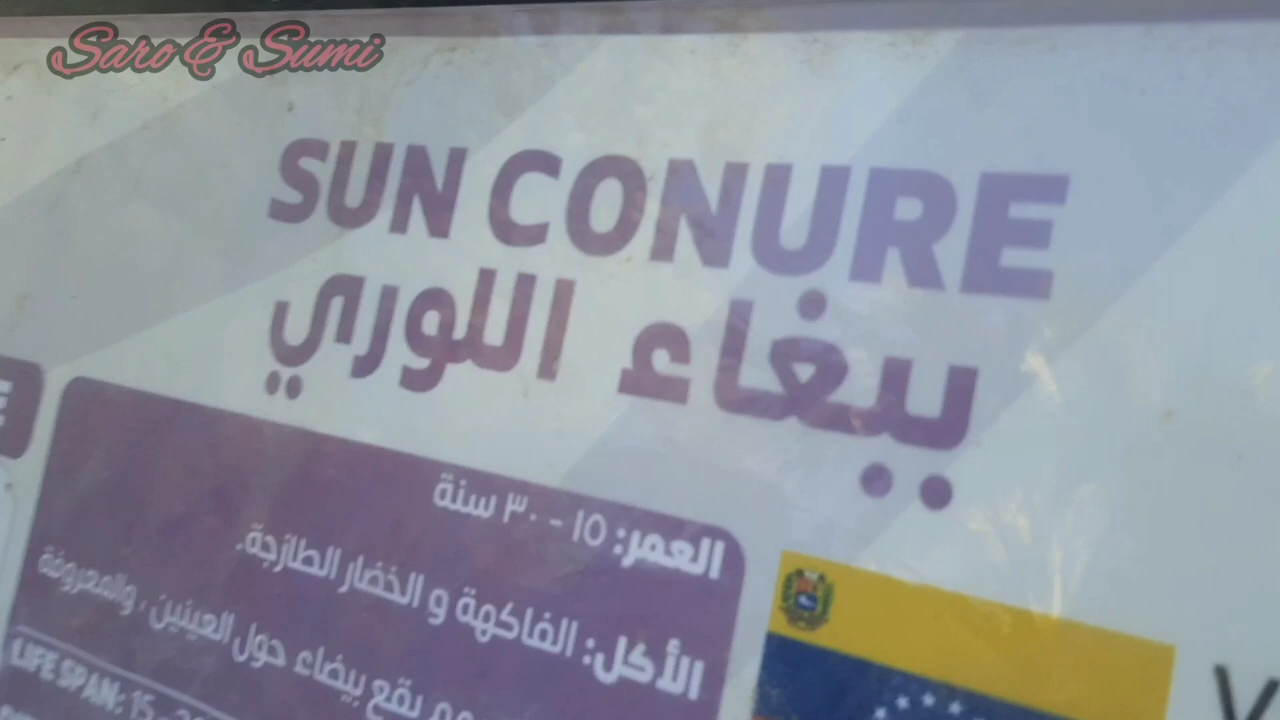 Saro & Sumi
SUN CONURE
ببغاء اللوري
العمر: ١٥ - ٣٠ سنة
الأكل: الفاكهة و الخضار الطازجة.
بقع بيضاء حول العينين ، والمعروفة
LIFE SPAN: 15